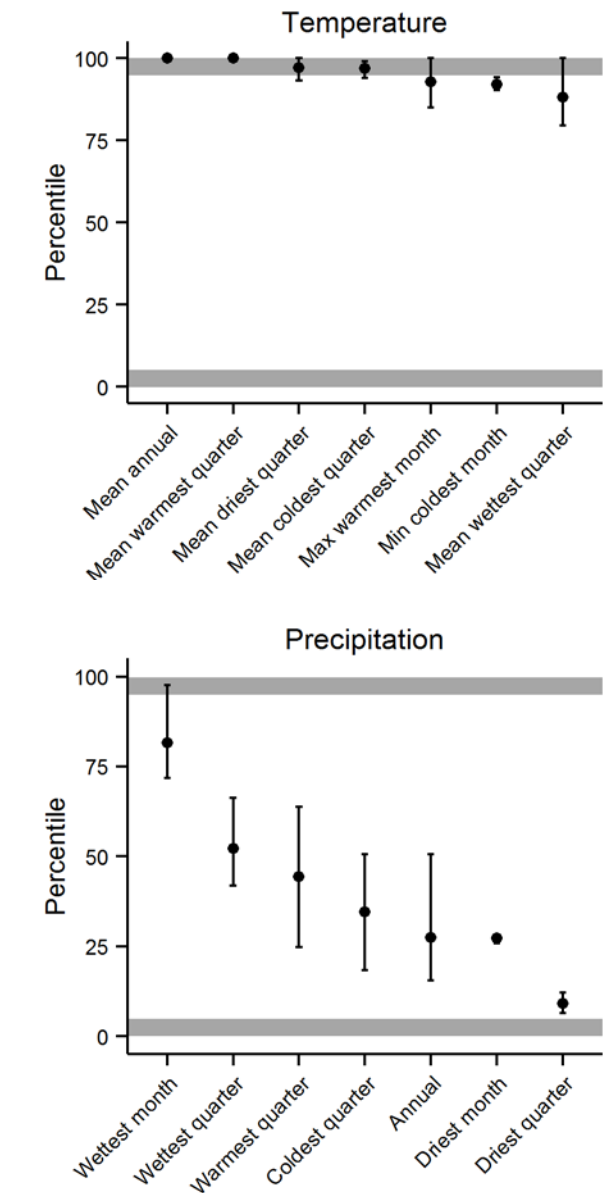 Temperature
Percentile
100
75
50
25
0
Mean annual
Mean warmest quarter
Mean driest quarter
Mean coldest quarter
Max warmest month
Min coldest month
Mean wettest quarter
Precipitation
Percentile
100
75
50
25
0
Wettest month
Wettest quarter
Warmest quarter
Coldest quarter
Annual
Driest month
Driest quarter